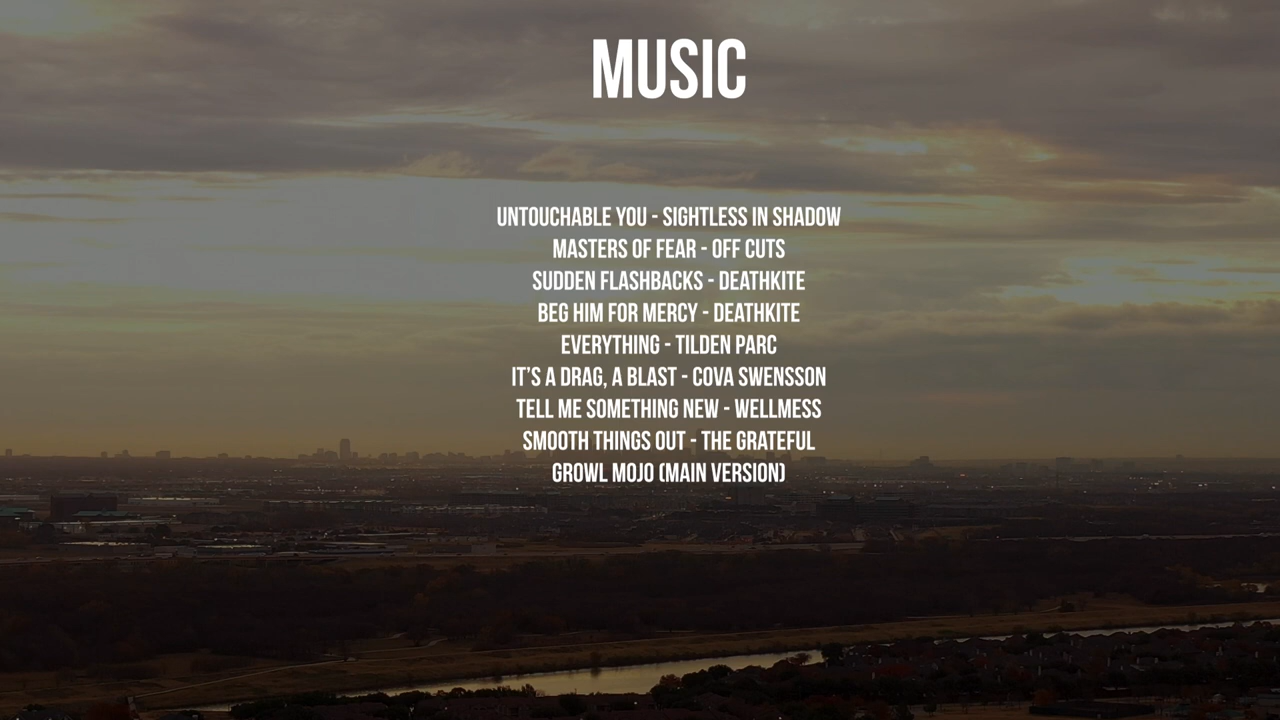 MUSIC
UNTOUCHABLE YOU - SIGHTLESS IN SHADOW
MASTERS OF FEAR - OFF CUTS
SUDDEN FLASHBACKS - DEATHKITE
BEG HIM FOR MERCY - DEATHKITE
EVERYTHING - TILDEN PARC
IT'S A DRAG, A BLAST - COVA SWENSSON
TELL ME SOMETHING NEW - WELLMESS
SMOOTH THINGS OUT - THE GRATEFUL
GROWL MOJO (MAIN VERSION)